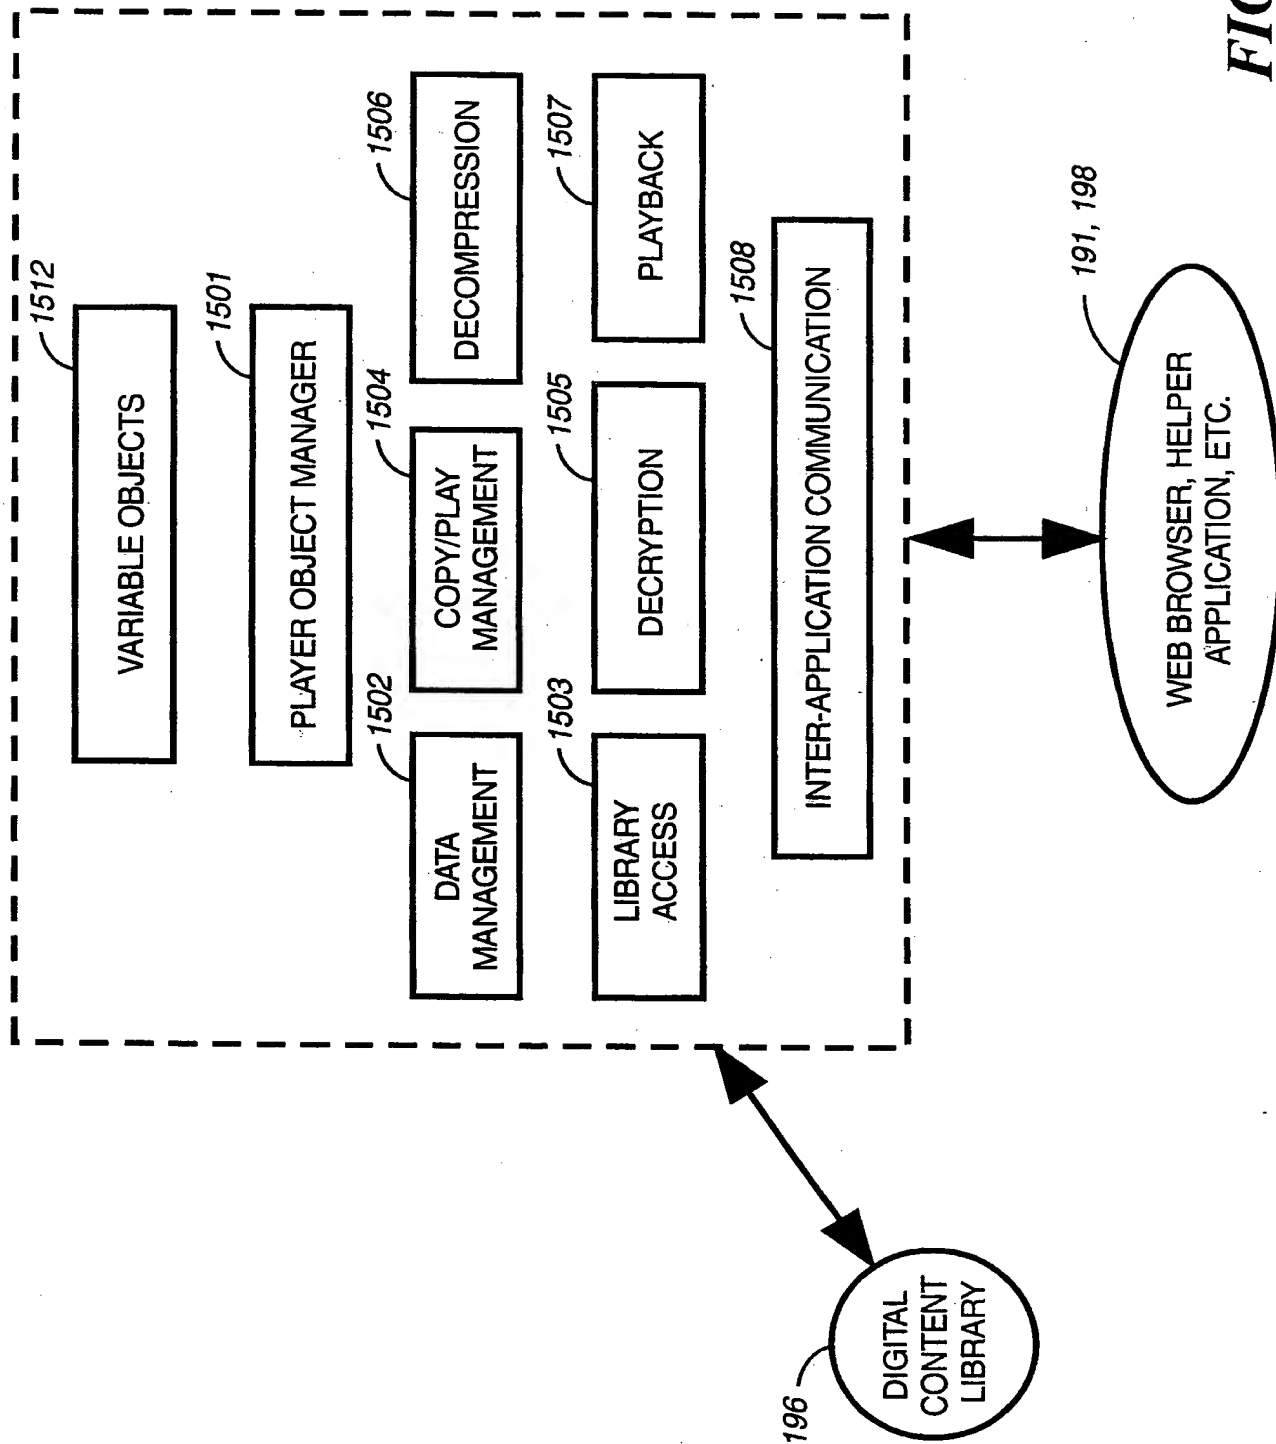 1512
VARIABLE OBJECTS
1501
PLAYER OBJECT MANAGER
1502
DATA
MANAGEMENT
1504
COPY/PLAY
MANAGEMENT
1506
DECOMPRESSION
1503
LIBRARY
ACCESS
1505
DECRYPTION
1507
PLAYBACK
1508
INTER-APPLICATION COMMUNICATION
196
DIGITAL
CONTENT
LIBRARY
191, 198
WEB BROWSER, HELPER
APPLICATION, ETC.